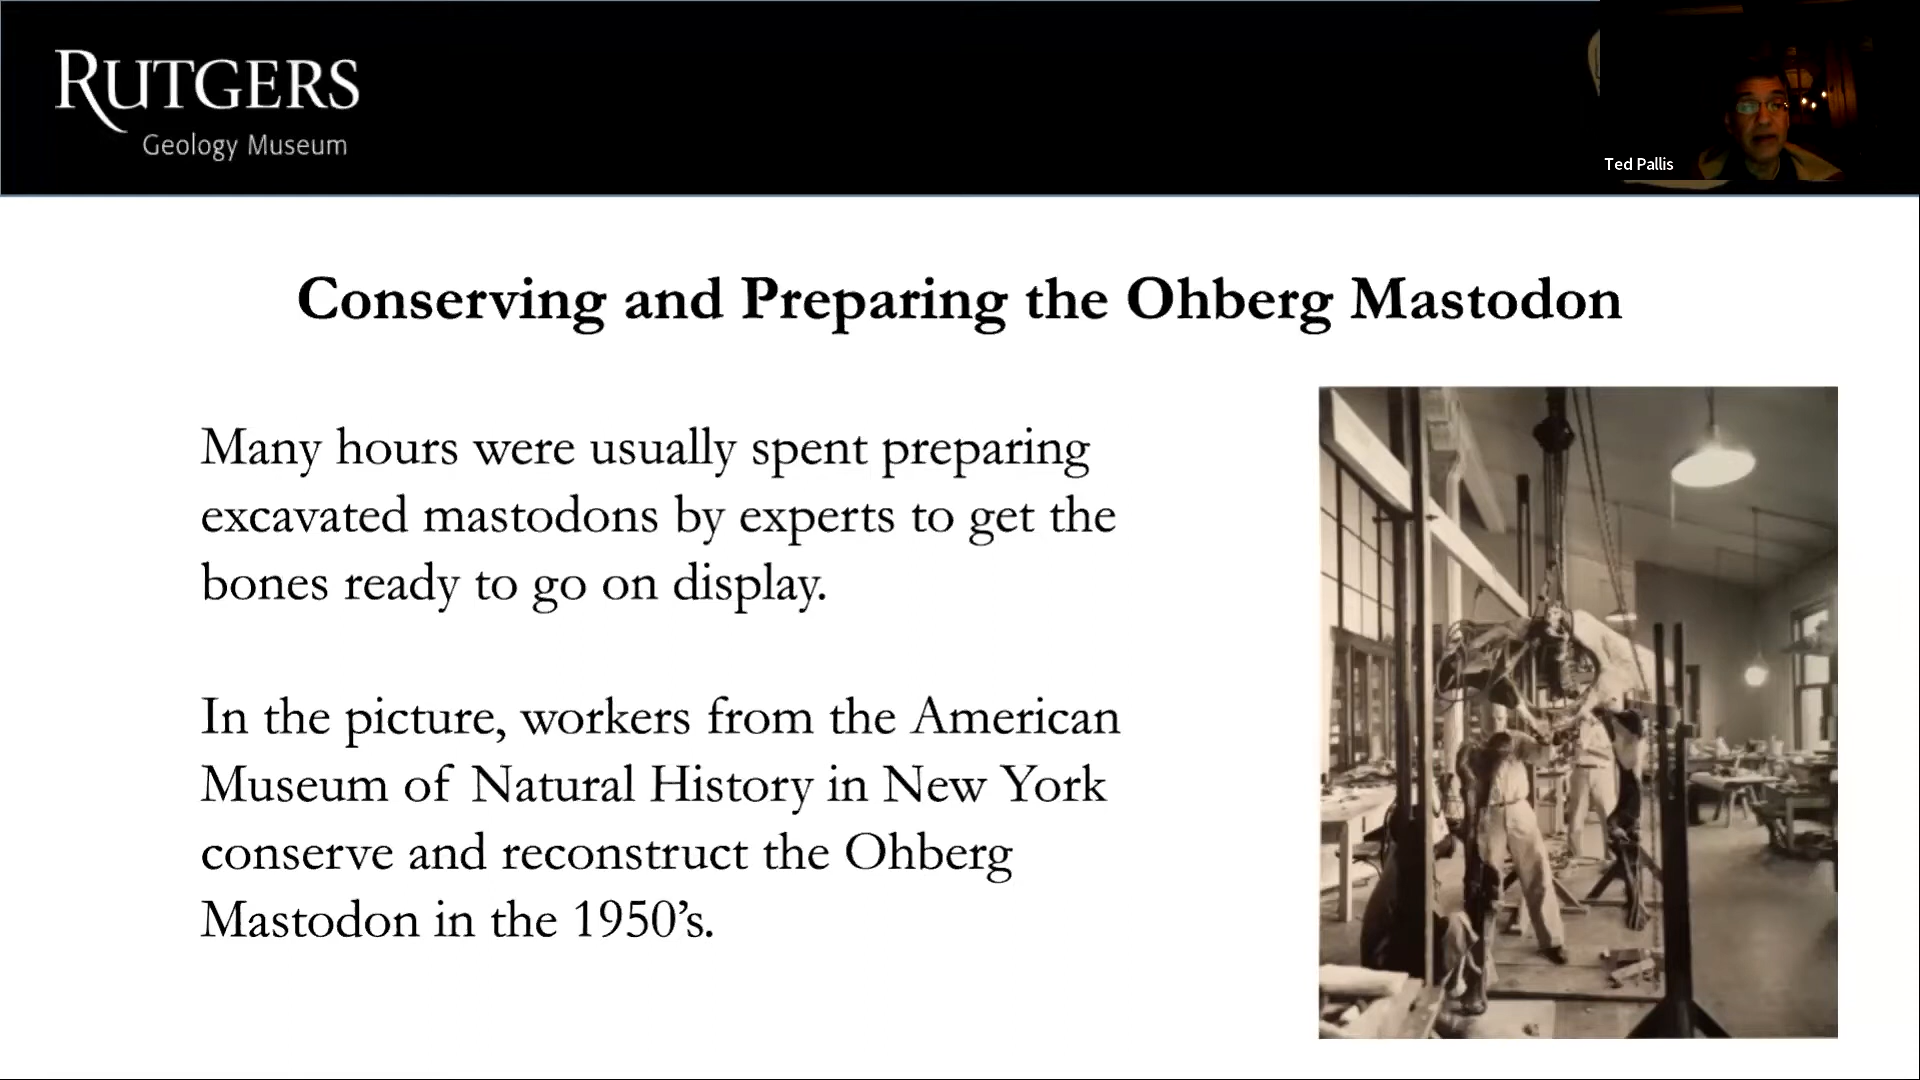 RUTGERS
Geology Museum
Ted Pallis
Conserving and Preparing the Ohberg Mastodon
Many hours were usually spent preparing
excavated mastodons by experts to get the
bones ready to go on display.
In the picture, workers from the American
Museum of Natural History in New York
conserve and reconstruct the Ohberg
Mastodon in the 1950’s.